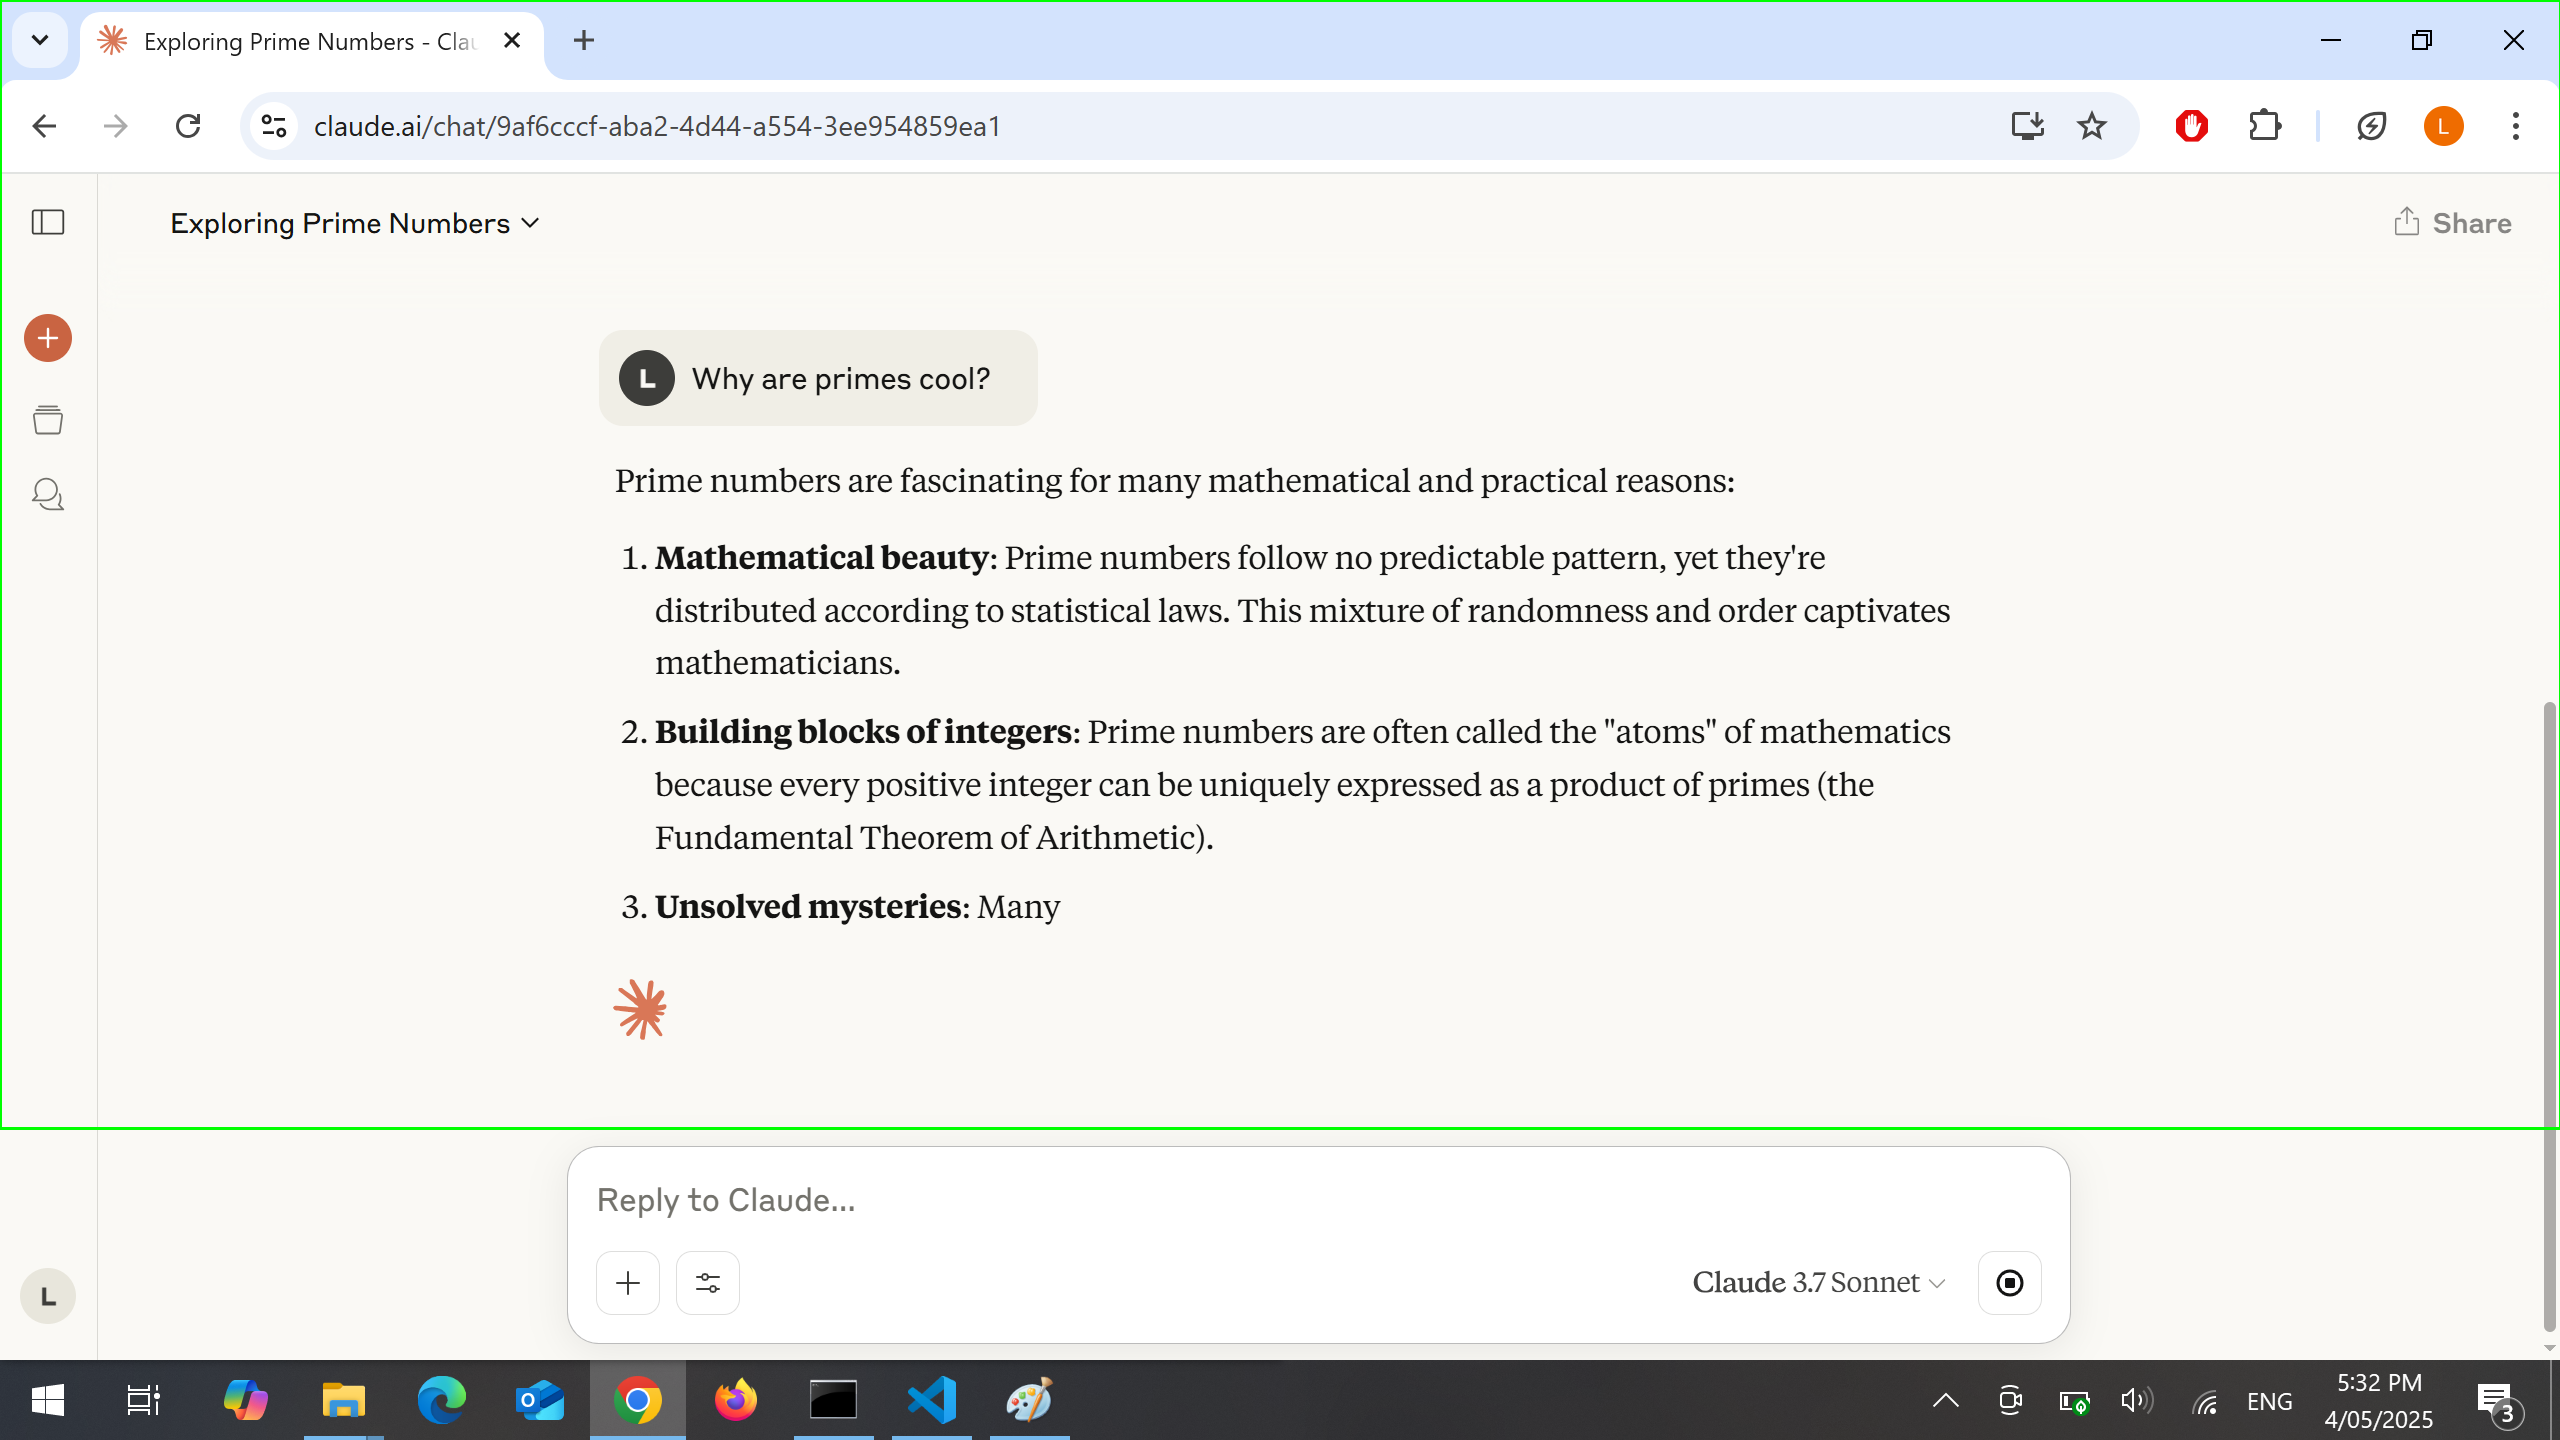 Exploring Prime Numbers - Clau
claude.ai/chat/9af6cccf-aba2-4d44-a554-3ee954859ea1
L
Exploring Prime Numbers
Share
L
Why are primes cool?
Prime numbers are fascinating for many mathematical and practical reasons:
1. Mathematical beauty: Prime numbers follow no predictable pattern, yet they're
distributed according to statistical laws. This mixture of randomness and order captivates
mathematicians.
2. Building blocks of integers: Prime numbers are often called the "atoms" of mathematics
because every positive integer can be uniquely expressed as a product of primes (the
Fundamental Theorem of Arithmetic).
3. Unsolved mysteries: Many
Reply to Claude...
Claude 3.7 Sonnet
L
ENG
5:32 PM
4/05/2025
3